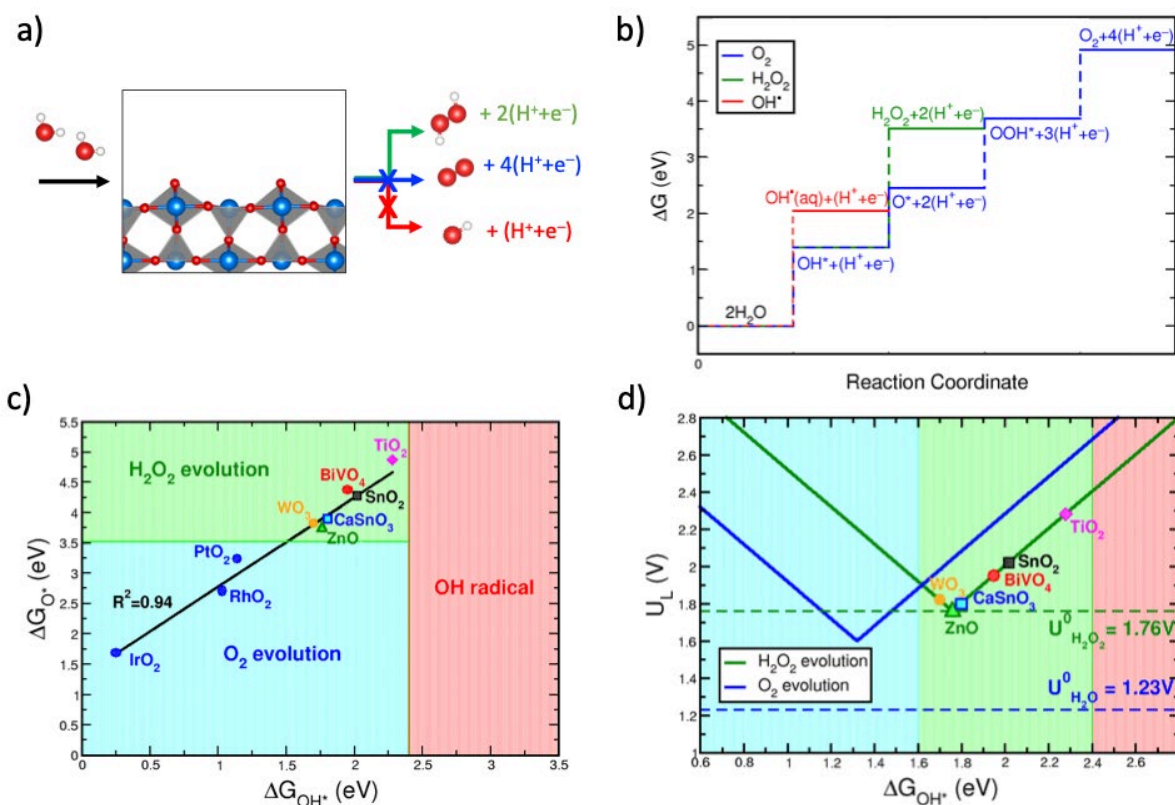 a)
+ 2(H⁺+e⁻)
+ 4(H⁺+e⁻)
+ (H⁺+e⁻)
b)
O₂
H₂O₂
OH•
O₂+4(H⁺+e⁻)
H₂O₂+2(H⁺+e⁻)
OOH*+3(H⁺+e⁻)
OH•(aq)+(H⁺+e⁻)
O*+2(H⁺+e⁻)
OH*+(H⁺+e⁻)
2H₂O
5
4
3
2
1
0
ΔG (eV)
0
Reaction Coordinate
c)
5.5
5
4.5
4
3.5
3
2.5
2
1.5
1
0.5
0
ΔG_O* (eV)
H₂O₂ evolution
TiO₂
BiVO₄
SnO₂
WO₃
CaSnO₃
ZnO
PtO₂
RhO₂
R²=0.94
IrO₂
O₂ evolution
OH radical
0 0.5 1 1.5 2 2.5 3 3.5
ΔG_OH* (eV)
d)
2.8
2.6
2.4
2.2
2
1.8
1.6
1.4
1.2
1
U_L (V)
TiO₂
SnO₂
WO₃
BiVO₄
CaSnO₃
ZnO
U⁰_H₂O₂ = 1.76V
H₂O₂ evolution
O₂ evolution
U⁰_H₂O = 1.23V
0.6 0.8 1 1.2 1.4 1.6 1.8 2 2.2 2.4 2.6
ΔG_OH* (eV)